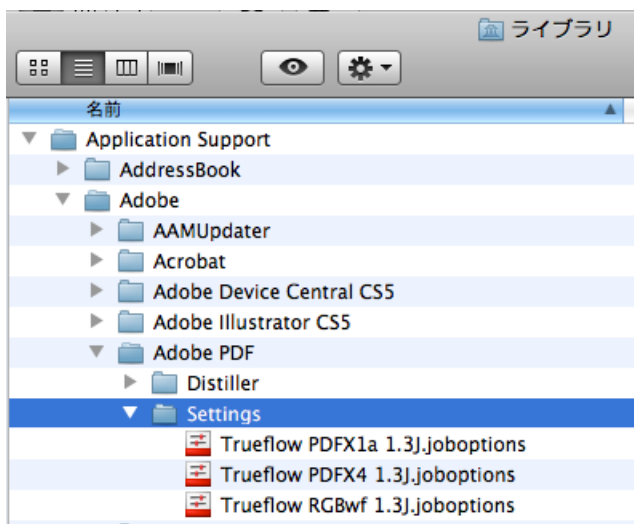 ライブラリ
名前
Application Support
AddressBook
Adobe
AAMUpdater
Acrobat
Adobe Device Central CS5
Adobe Illustrator CS5
Adobe PDF
Distiller
Settings
Trueflow PDFX1a 1.3J.joboptions
Trueflow PDFX4 1.3J.joboptions
Trueflow RGBwf 1.3J.joboptions